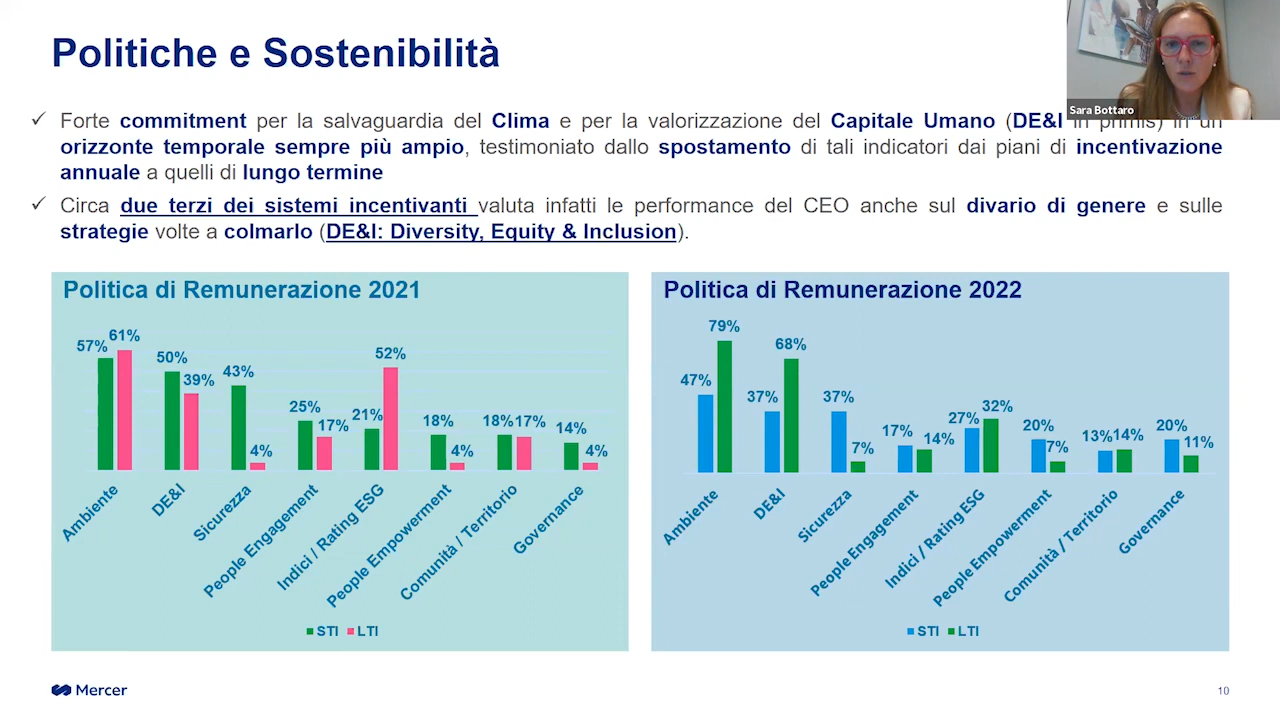 Politiche e Sostenibilità
Sara Bottaro
✓ Forte commitment per la salvaguardia del Clima e per la valorizzazione del Capitale Umano (DE&I in primis) in un
orizzonte temporale sempre più ampio, testimoniato dallo spostamento di tali indicatori dai piani di incentivazione
annuale a quelli di lungo termine
✓ Circa due terzi dei sistemi incentivanti valuta infatti le performance del CEO anche sul divario di genere e sulle
strategie volte a colmarlo (DE&I: Diversity, Equity & Inclusion).
Politica di Remunerazione 2021
57% 61% 50% 39% 43% 4% 25% 17% 21% 52% 18% 4% 18% 17% 14% 4%
Ambiente
DE&I
Sicurezza
People Engagement
Indici / Rating ESG
People Empowerment
Comunità / Territorio
Governance
STI LTI
Politica di Remunerazione 2022
47% 79% 37% 68% 37% 7% 17% 14% 27% 32% 20% 7% 13% 14% 20% 11%
Ambiente
DE&I
Sicurezza
People Engagement
Indici / Rating ESG
People Empowerment
Comunità / Territorio
Governance
STI LTI
Mercer
10